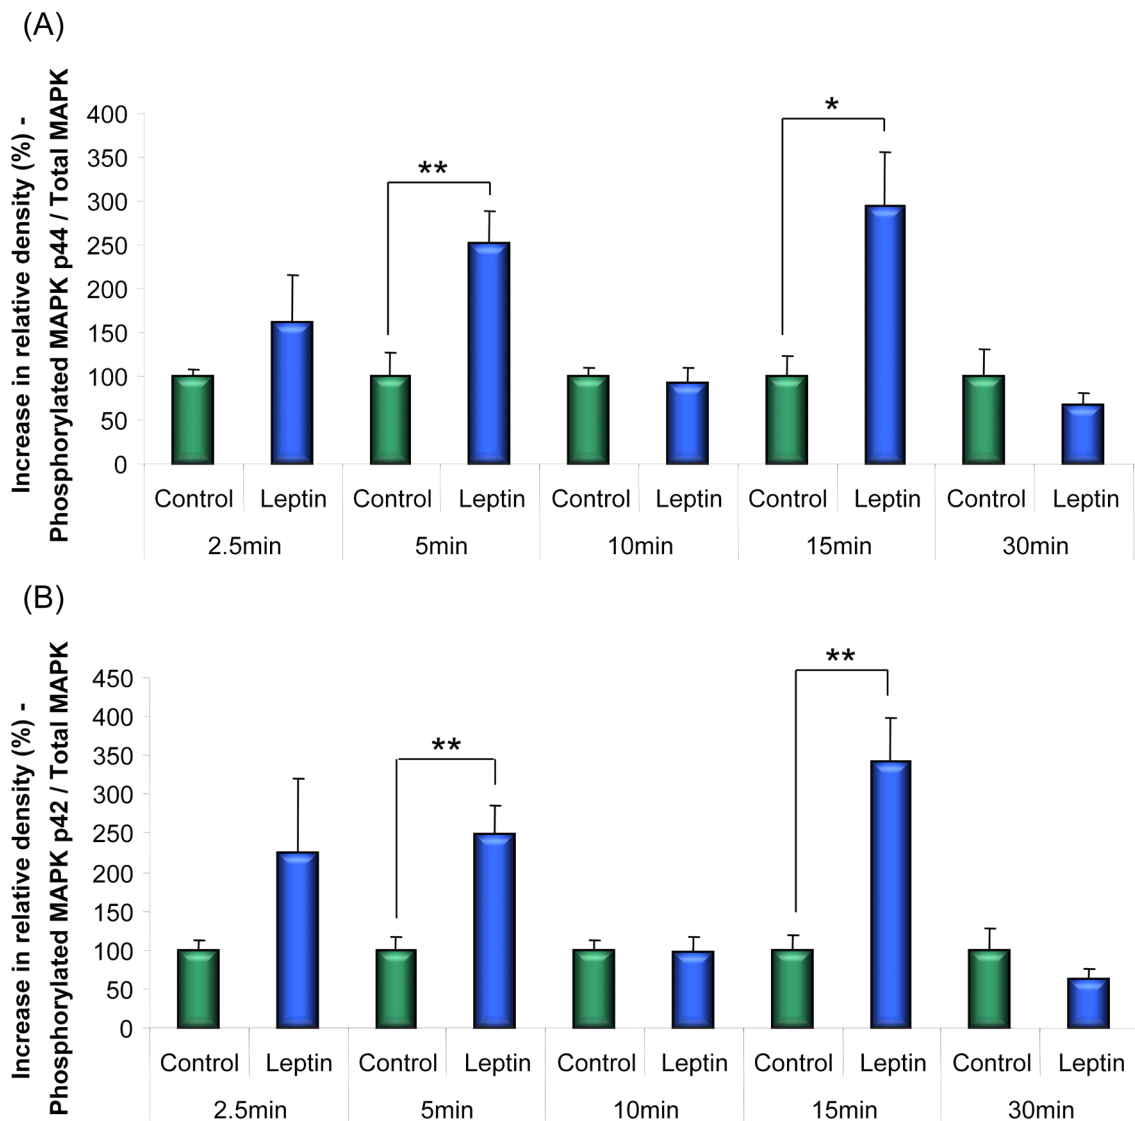 (A)
Increase in relative density (%) -
Phosphorylated MAPK p44 / Total MAPK
400
350
300
250
200
150
100
50
0
**
*
Control Leptin Control Leptin Control Leptin Control Leptin Control Leptin
2.5min 5min 10min 15min 30min
(B)
Increase in relative density (%) -
Phosphorylated MAPK p42 / Total MAPK
450
400
350
300
250
200
150
100
50
0
**
**
Control Leptin Control Leptin Control Leptin Control Leptin Control Leptin
2.5min 5min 10min 15min 30min